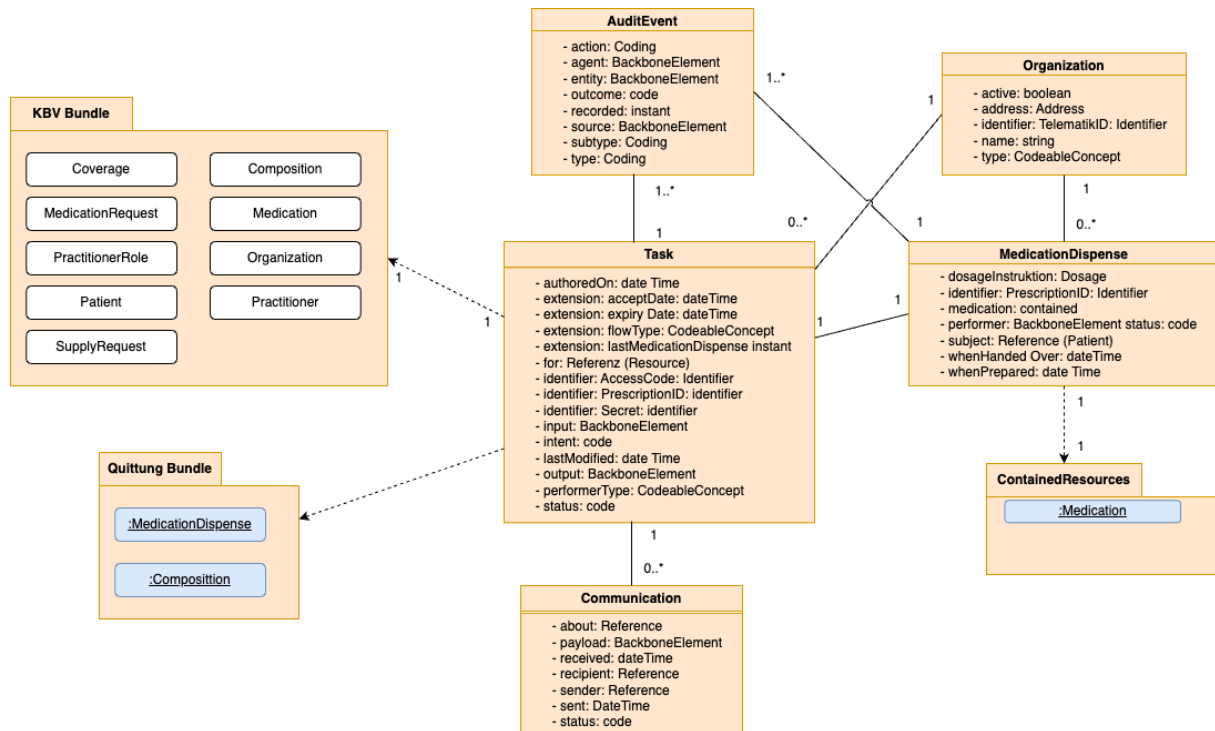 AuditEvent
- action: Coding
- agent: BackboneElement
- entity: BackboneElement
- outcome: code
- recorded: instant
- source: BackboneElement
- subtype: Coding
- type: Coding
1..*
1..*
1
Organization
- active: boolean
- address: Address
- identifier: TelematikID: Identifier
- name: string
- type: CodeableConcept
1
1
0..*
0..*
1
KBV Bundle
Coverage
Composition
MedicationRequest
Medication
PractitionerRole
Organization
Patient
Practitioner
SupplyRequest
1
1
Task
- authoredOn: date Time
- extension: acceptDate: dateTime
- extension: expiry Date: dateTime
- extension: flowType: CodeableConcept
- extension: lastMedicationDispense instant
- for: Referenz (Resource)
- identifier: AccessCode: Identifier
- identifier: PrescriptionID: identifier
- identifier: Secret: identifier
- input: BackboneElement
- intent: code
- lastModified: date Time
- output: BackboneElement
- performerType: CodeableConcept
- status: code
1
1
MedicationDispense
- dosageInstruktion: Dosage
- identifier: PrescriptionID: Identifier
- medication: contained
- performer: BackboneElement status: code
- subject: Reference (Patient)
- whenHanded Over: dateTime
- whenPrepared: date Time
1
1
ContainedResources
:Medication
Quittung Bundle
:MedicationDispense
:Composittion
1
0..*
Communication
- about: Reference
- payload: BackboneElement
- received: dateTime
- recipient: Reference
- sender: Reference
- sent: DateTime
- status: code